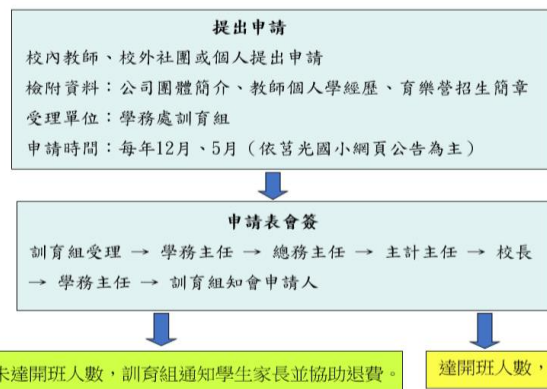 提出申請
校內教師、校外社團或個人提出申請
檢附資料：公司團體簡介、教師個人學經歷、育樂營招生簡章
受理單位：學務處訓育組
申請時間：每年12月、5月（依莒光國小網頁公告為主）
申請表會簽
訓育組受理 → 學務主任 → 總務主任 → 主計主任 → 校長
→ 學務主任 → 訓育組知會申請人
未達開班人數，訓育組通知學生家長並協助退費。
達開班人數，